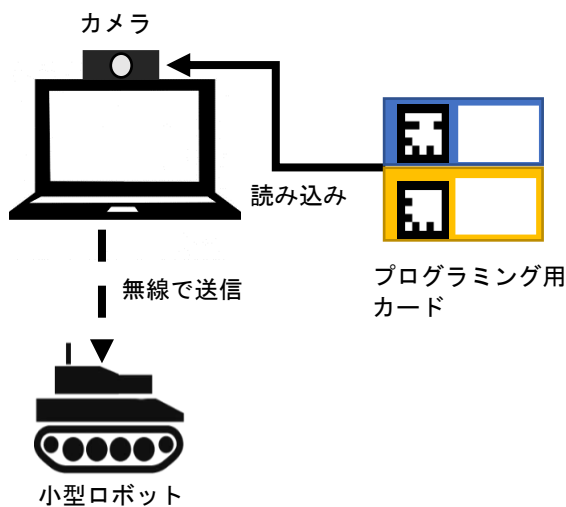 カメラ
読み込み
プログラミング用
カード
無線で送信
小型ロボット